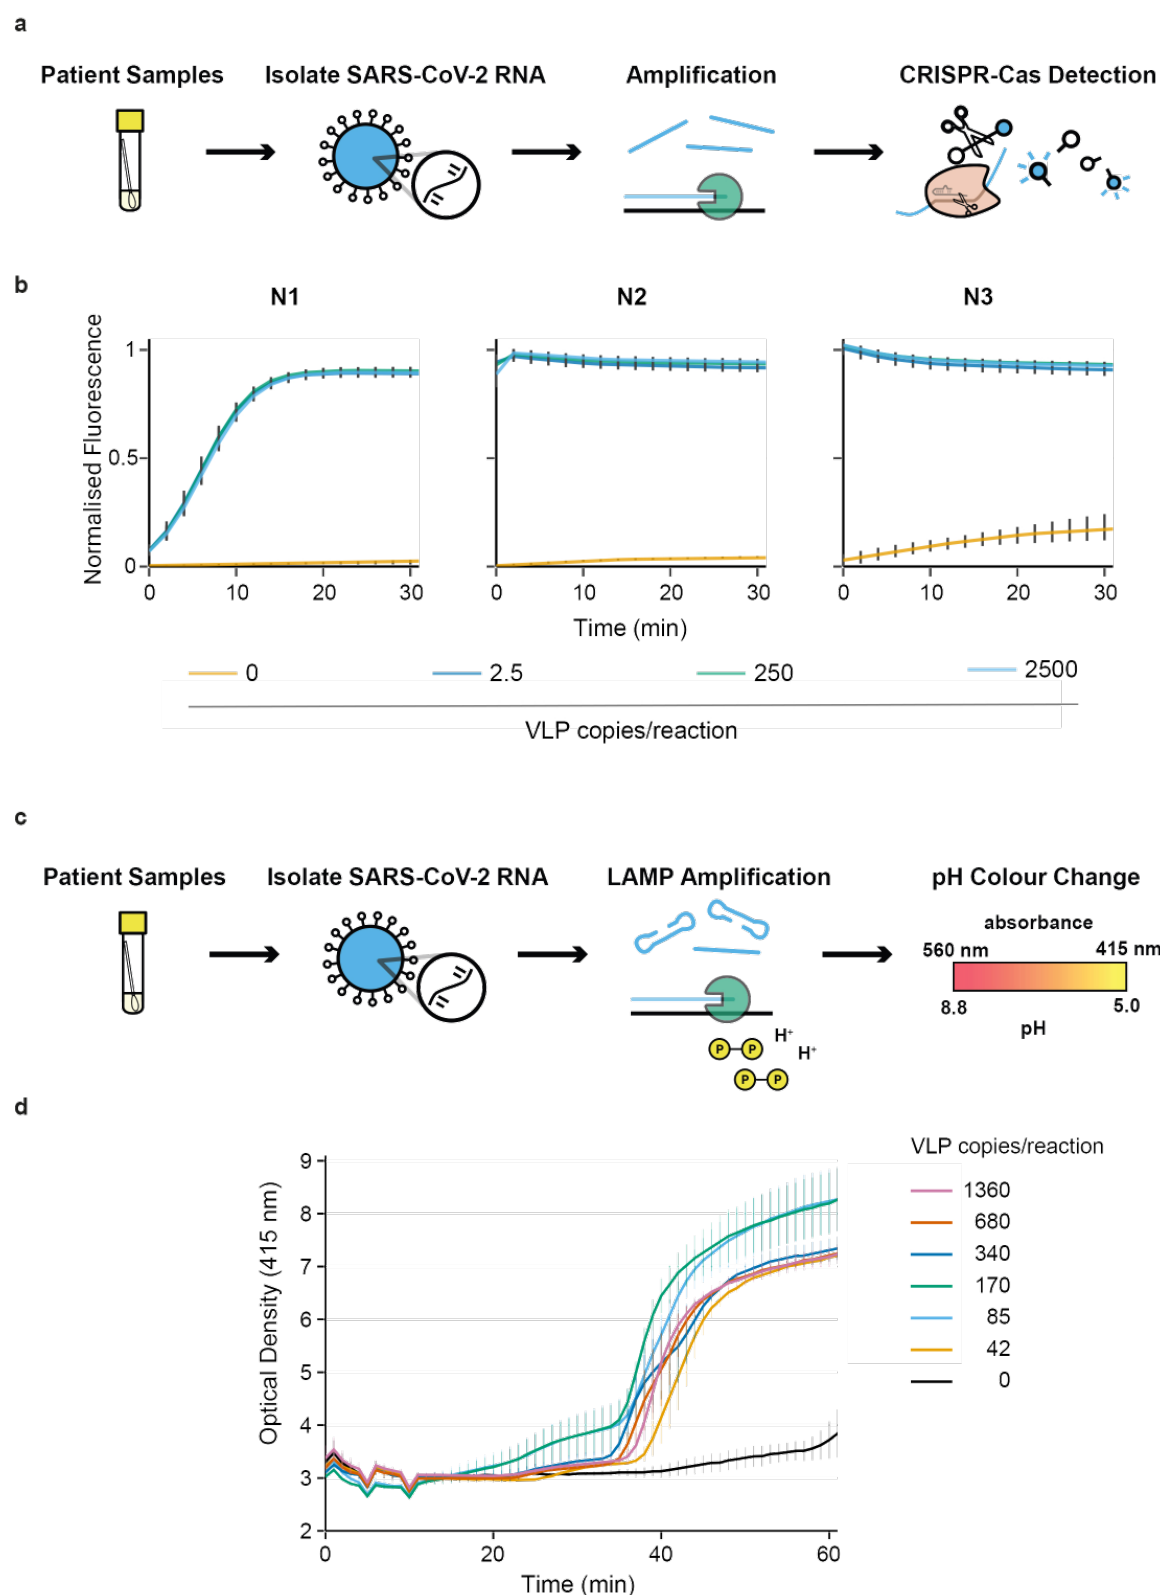 a
Patient Samples Isolate SARS-CoV-2 RNA Amplification CRISPR-Cas Detection
b
N1 N2 N3
Normalised Fluorescence
1
0.5
0
0 10 20 30 0 10 20 30 0 10 20 30
Time (min)
0 2.5 250 2500
VLP copies/reaction
c
Patient Samples Isolate SARS-CoV-2 RNA LAMP Amplification pH Colour Change
absorbance
560 nm 415 nm
8.8 5.0
pH
H+
H+
P P
P P
d
VLP copies/reaction
1360
680
340
170
85
42
0
Optical Density (415 nm)
9
8
7
6
5
4
3
2
0 20 40 60
Time (min)